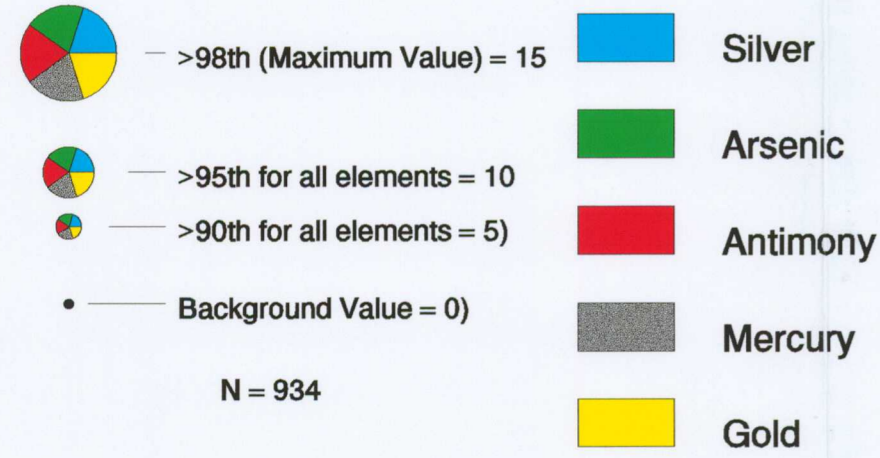 >98th (Maximum Value) = 15
>95th for all elements = 10
>90th for all elements = 5)
Background Value = 0)
N = 934
Silver
Arsenic
Antimony
Mercury
Gold